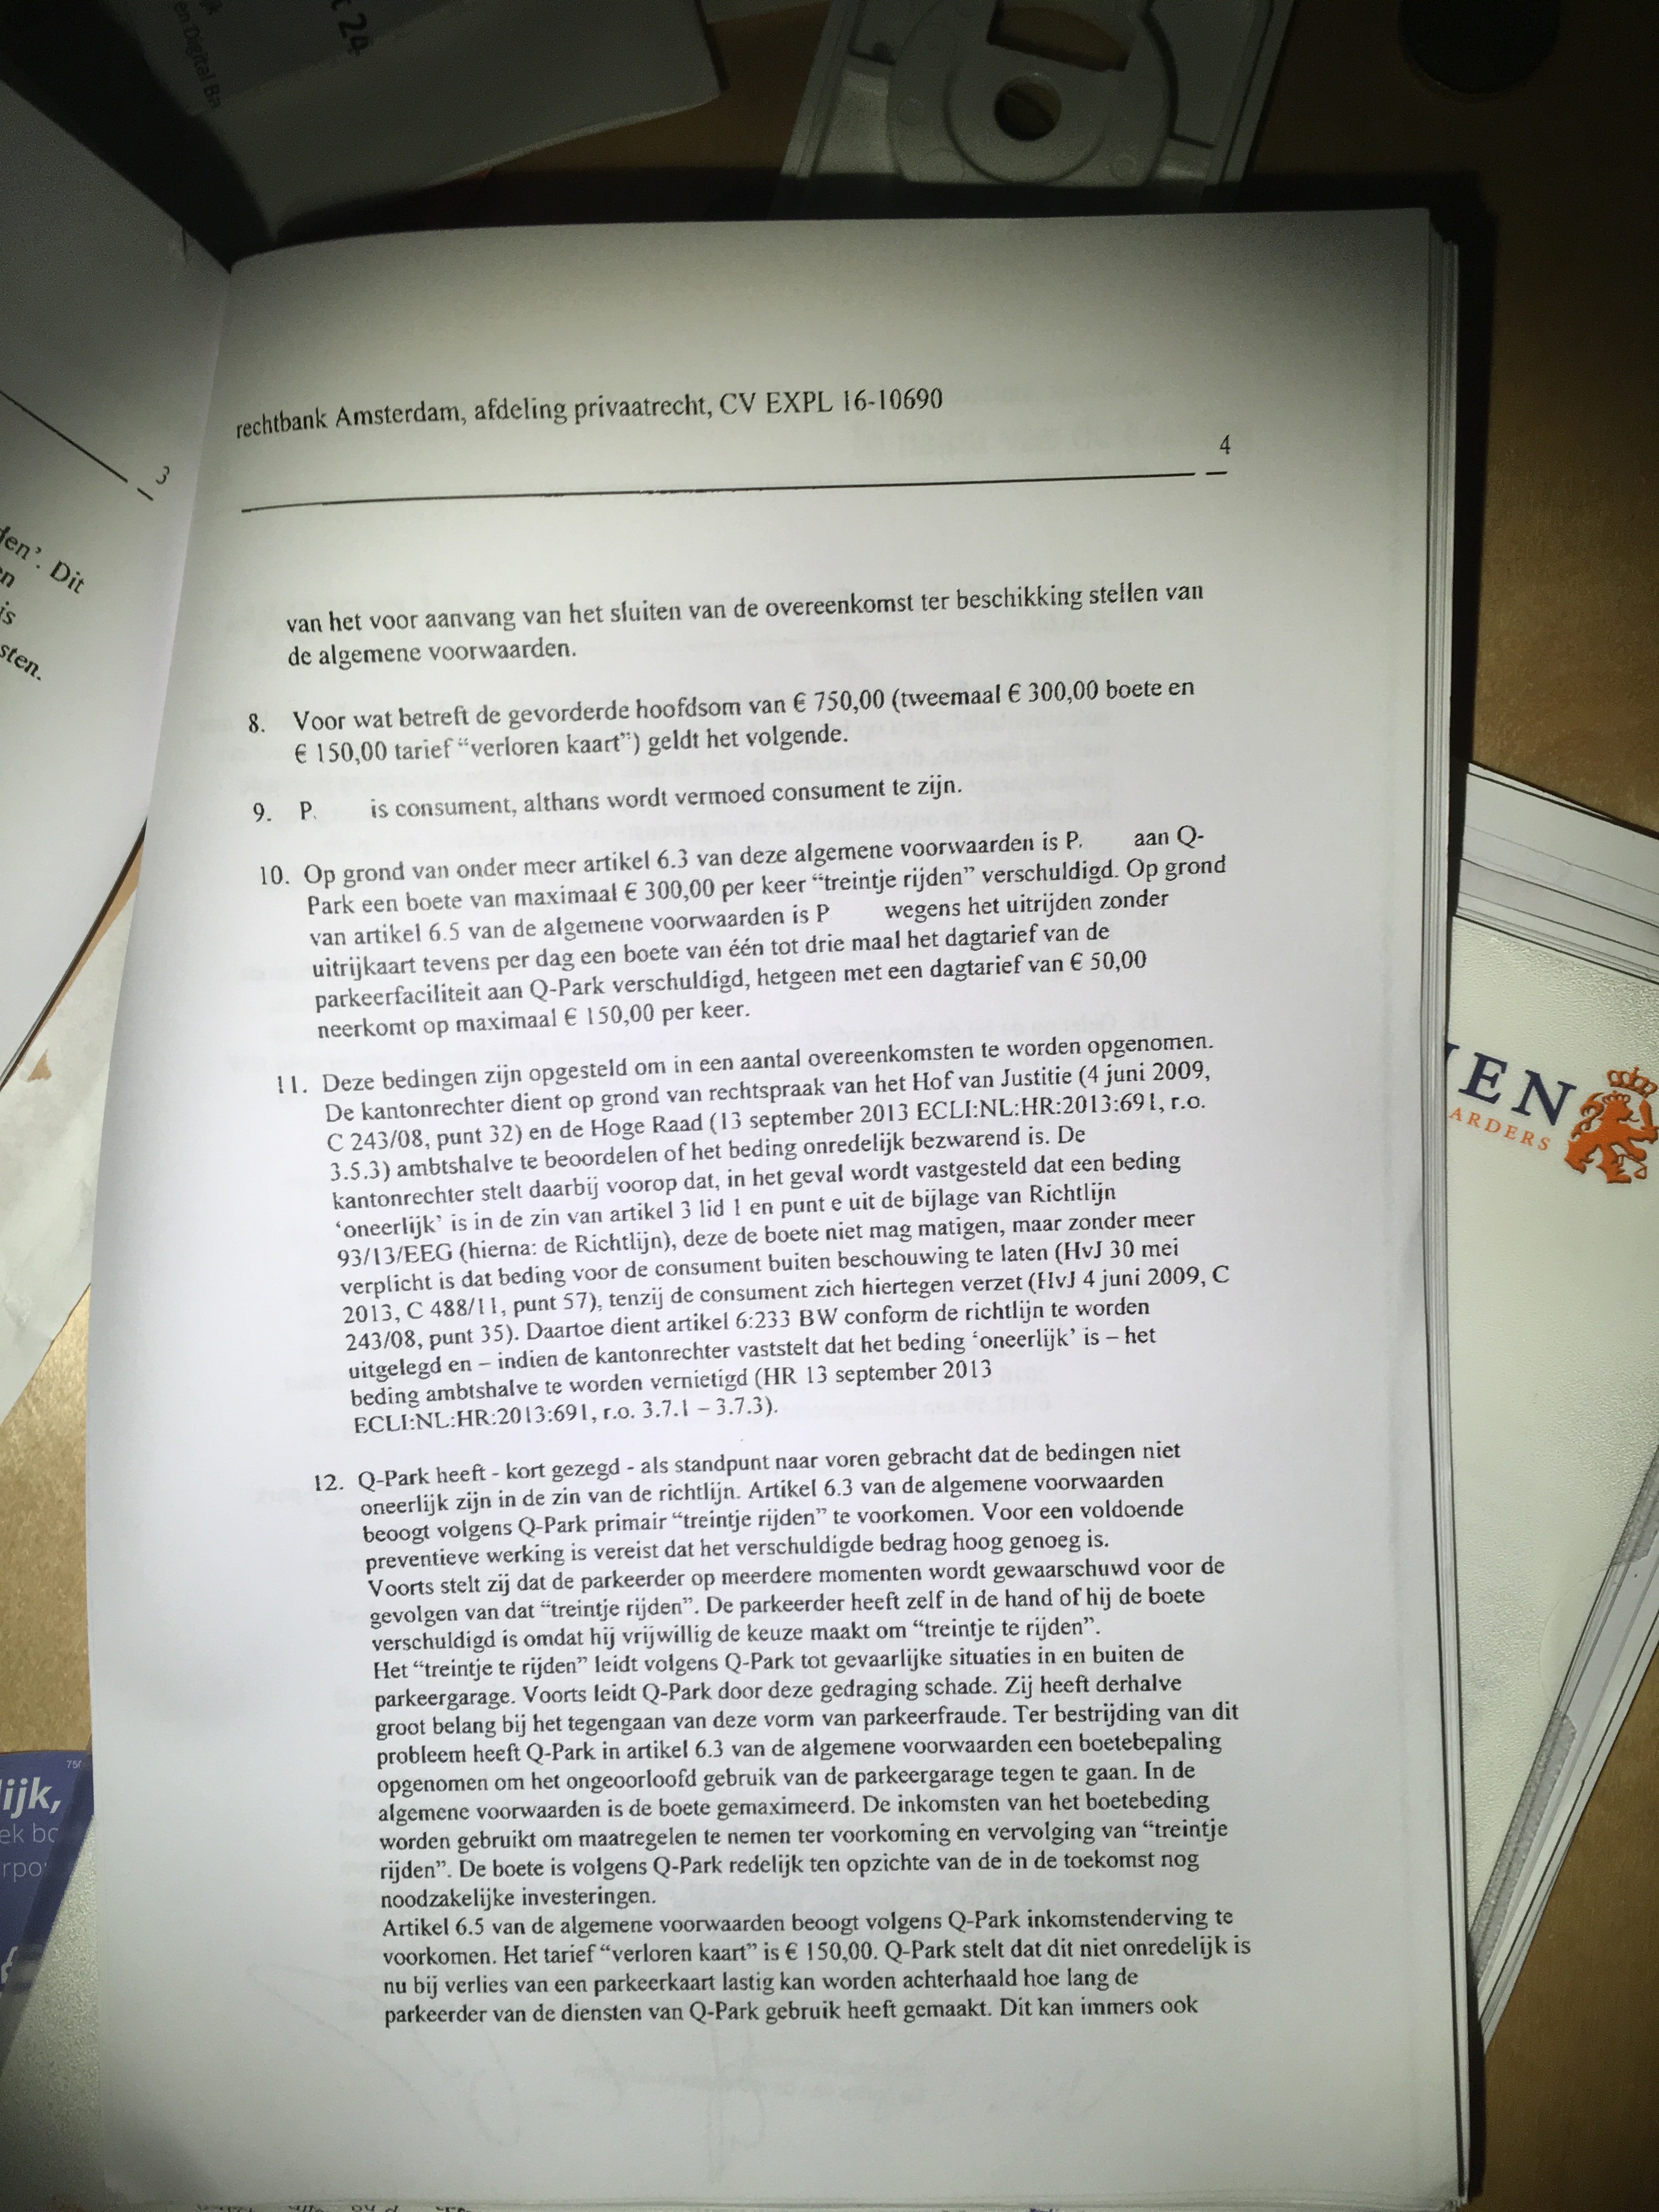 t 24
en Digital Ba
3
den'. Dit
en
is
sten.
rechtbank Amsterdam, afdeling privaatrecht, CV EXPL 16-10690
4
van het voor aanvang van het sluiten van de overeenkomst ter beschikking stellen van
de algemene voorwaarden.
8. Voor wat betreft de gevorderde hoofdsom van € 750,00 (tweemaal € 300,00 boete en
€ 150,00 tarief “verloren kaart”) geldt het volgende.
9. P. is consument, althans wordt vermoed consument te zijn.
10. Op grond van onder meer artikel 6.3 van deze algemene voorwaarden is P. aan Q-
Park een boete van maximaal € 300,00 per keer “treintje rijden” verschuldigd. Op grond
van artikel 6.5 van de algemene voorwaarden is P wegens het uitrijden zonder
uitrijkaart tevens per dag een boete van één tot drie maal het dagtarief van de
parkeerfaciliteit aan Q-Park verschuldigd, hetgeen met een dagtarief van € 50,00
neerkomt op maximaal € 150,00 per keer.
11. Deze bedingen zijn opgesteld om in een aantal overeenkomsten te worden opgenomen.
De kantonrechter dient op grond van rechtspraak van het Hof van Justitie (4 juni 2009,
C 243/08, punt 32) en de Hoge Raad (13 september 2013 ECLI:NL:HR:2013:691, r.o.
3.5.3) ambtshalve te beoordelen of het beding onredelijk bezwarend is. De
kantonrechter stelt daarbij voorop dat, in het geval wordt vastgesteld dat een beding
‘oneerlijk’ is in de zin van artikel 3 lid 1 en punt e uit de bijlage van Richtlijn
93/13/EEG (hierna: de Richtlijn), deze de boete niet mag matigen, maar zonder meer
verplicht is dat beding voor de consument buiten beschouwing te laten (HvJ 30 mei
2013, C 488/11, punt 57), tenzij de consument zich hiertegen verzet (HvJ 4 juni 2009, C
243/08, punt 35). Daartoe dient artikel 6:233 BW conform de richtlijn te worden
uitgelegd en – indien de kantonrechter vaststelt dat het beding ‘oneerlijk’ is – het
beding ambtshalve te worden vernietigd (HR 13 september 2013
ECLI:NL:HR:2013:691, r.o. 3.7.1 – 3.7.3).
12. Q-Park heeft - kort gezegd - als standpunt naar voren gebracht dat de bedingen niet
oneerlijk zijn in de zin van de richtlijn. Artikel 6.3 van de algemene voorwaarden
beoogt volgens Q-Park primair “treintje rijden” te voorkomen. Voor een voldoende
preventieve werking is vereist dat het verschuldigde bedrag hoog genoeg is.
Voorts stelt zij dat de parkeerder op meerdere momenten wordt gewaarschuwd voor de
gevolgen van dat “treintje rijden”. De parkeerder heeft zelf in de hand of hij de boete
verschuldigd is omdat hij vrijwillig de keuze maakt om “treintje te rijden”.
Het “treintje te rijden” leidt volgens Q-Park tot gevaarlijke situaties in en buiten de
parkeergarage. Voorts leidt Q-Park door deze gedraging schade. Zij heeft derhalve
groot belang bij het tegengaan van deze vorm van parkeerfraude. Ter bestrijding van dit
probleem heeft Q-Park in artikel 6.3 van de algemene voorwaarden een boetebepaling
opgenomen om het ongeoorloofd gebruik van de parkeergarage tegen te gaan. In de
algemene voorwaarden is de boete gemaximeerd. De inkomsten van het boetebeding
worden gebruikt om maatregelen te nemen ter voorkoming en vervolging van “treintje
rijden”. De boete is volgens Q-Park redelijk ten opzichte van de in de toekomst nog
noodzakelijke investeringen.
Artikel 6.5 van de algemene voorwaarden beoogt volgens Q-Park inkomstenderving te
voorkomen. Het tarief “verloren kaart” is € 150,00. Q-Park stelt dat dit niet onredelijk is
nu bij verlies van een parkeerkaart lastig kan worden achterhaald hoe lang de
parkeerder van de diensten van Q-Park gebruik heeft gemaakt. Dit kan immers ook
IEN
ARDERS
lijk,
ek bo
rpo